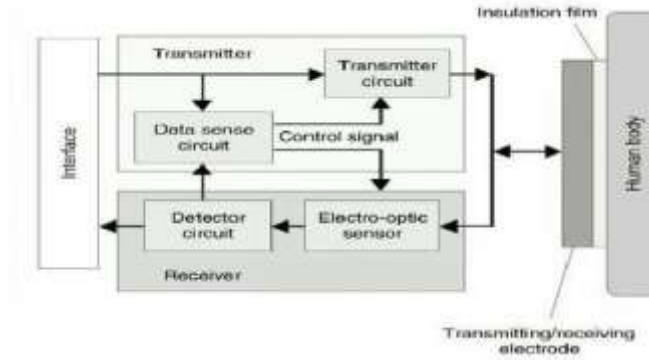 Insulation film
Transmitter
Transmitter
circuit
Data sense
circuit
Control signal
Interface
Human body
Detector
circuit
Electro-optic
sensor
Receiver
Transmitting/receiving
electrode